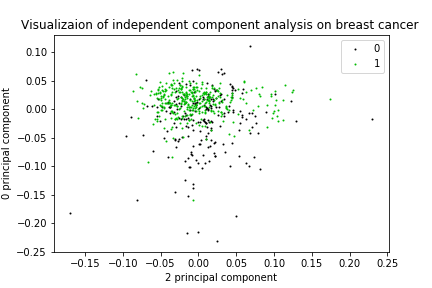 Visualizaion of independent component analysis on breast cancer
0
1
0.10
0.05
0.00
−0.05
−0.10
−0.15
−0.20
−0.25
0 principal component
−0.15 −0.10 −0.05 0.00 0.05 0.10 0.15 0.20 0.25
2 principal component